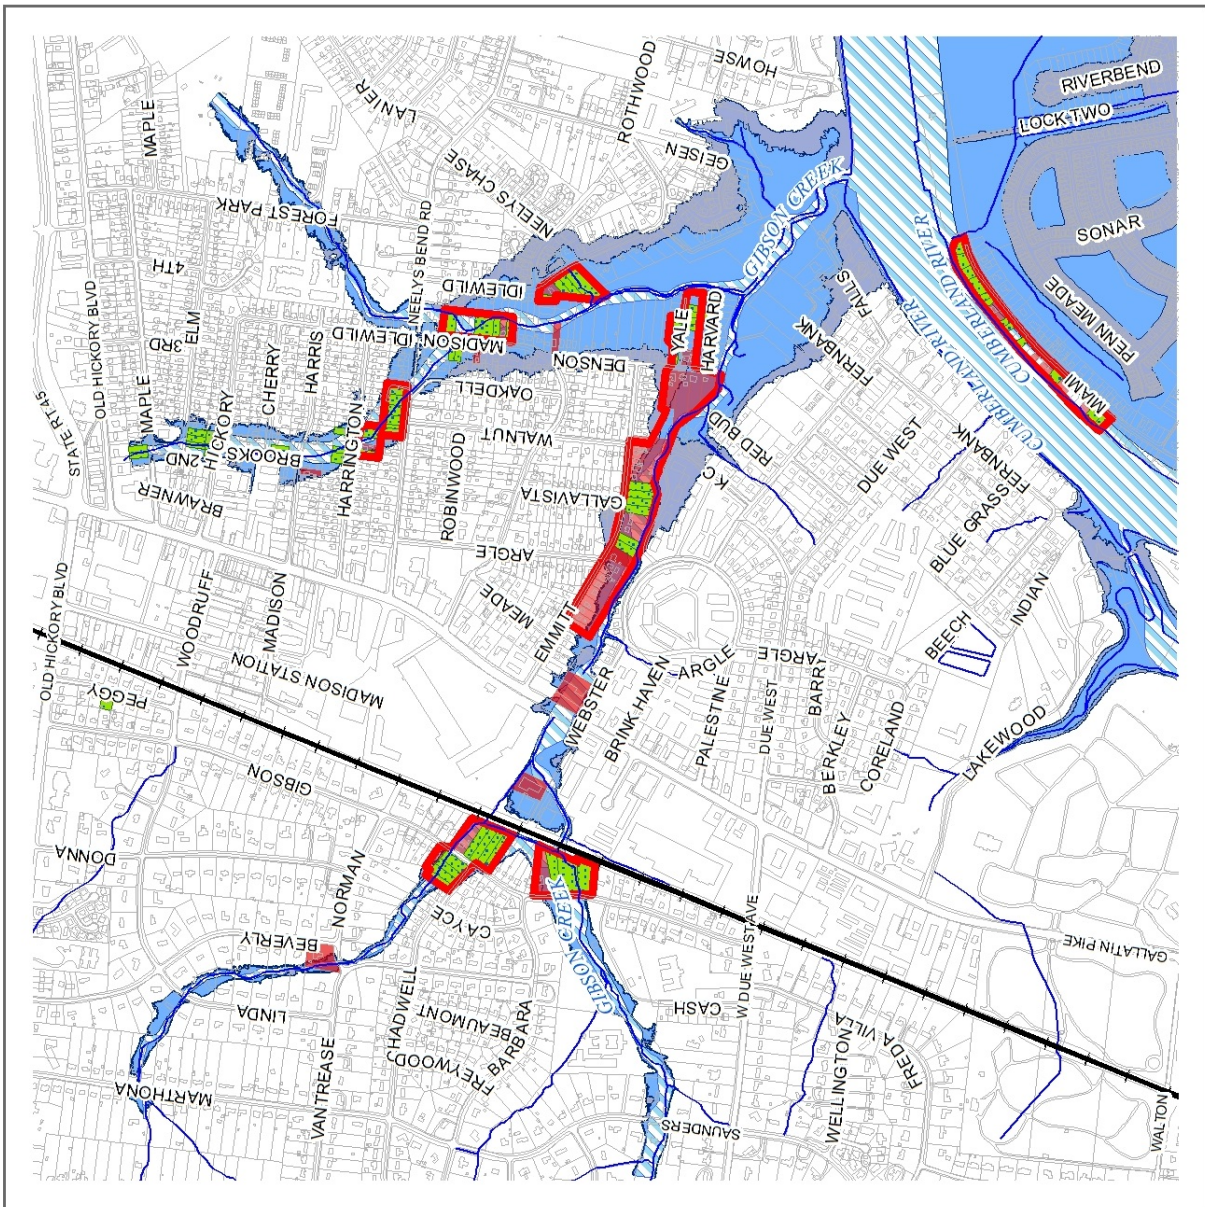 HOWSE
ROTHWOOD
RIVERBEND
LANIER
MAPLE
LOCK TWO
GEISEN
NEELYS CHASE
GIBSON CREEK
FOREST PARK
SONAR
4TH
NEELYS BEND RD
IDLEWILD
FALLS
CUMBERLAND RIVER
CUMBERLAND RIVER
PENN MEADE
OLD HICKORY BLVD
ELM
3RD
HARRIS
MADISON IDLEWILD
YALE
HARVARD
FERNBANK
CHERRY
DENSON
MIAMI
STATE RT 45
MAPLE
HICKORY
OAKDELL
BROOKS
2ND
HARRINGTON
WALNUT
RED BUD
DUE WEST
FERNBANK
CUMBERLAND RIVER
BRAWNER
ROBINWOOD
GALLAVISTA
K.C.
BLUE GRASS
ARGLE
OLD HICKORY BLVD
WOODRUFF
MADISON
MEADE
EMMITT
INDIAN
BEECH
MADISON STATION
ARGLE
ARGLE
PEGGY
WEBSTER
BRINK HAVEN
PALESTINE
DUE WEST
BARRY
BERKLEY
CORELAND
LAKEWOOD
GIBSON
DONNA
NORMAN
CAYCE
GIBSON CREEK
W DUE WEST AVE
GALLATIN PIKE
BEVERLY
LINDA
CHADWELL
BEAUMONT
BARBARA
FREYWOOD
CASH
FREDA VILLA
WELLINGTON
MARTHONA
VANTREASE
SAUNDERS
WALTON